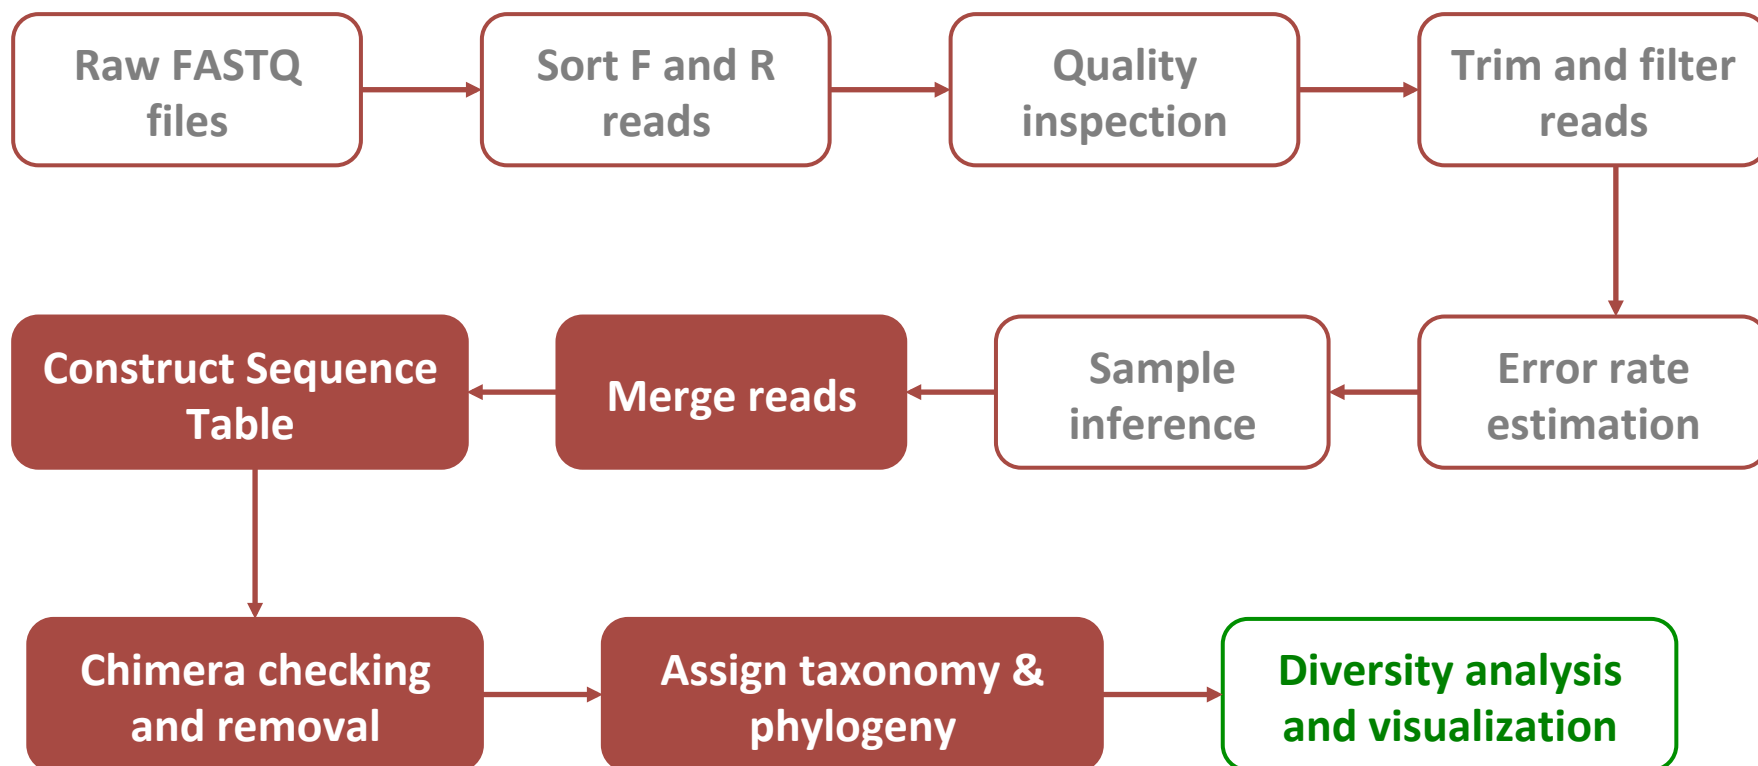 Raw FASTQ
files
Sort F and R
reads
Quality
inspection
Trim and filter
reads
Construct Sequence
Table
Merge reads
Sample
inference
Error rate
estimation
Chimera checking
and removal
Assign taxonomy &
phylogeny
Diversity analysis
and visualization